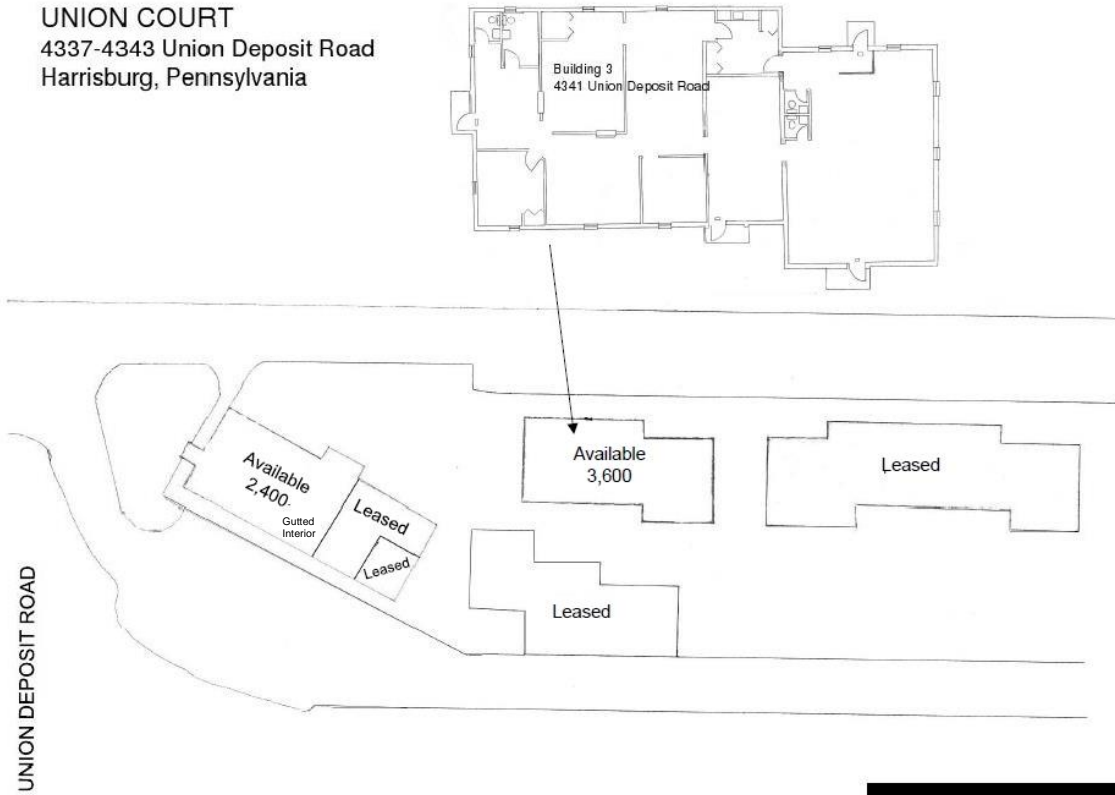 UNION COURT
4337-4343 Union Deposit Road
Harrisburg, Pennsylvania
Building 3
4341 Union Deposit Road
Available
2,400
Gutted
Interior
Leased
Leased
Available
3,600
Leased
Leased
UNION DEPOSIT ROAD